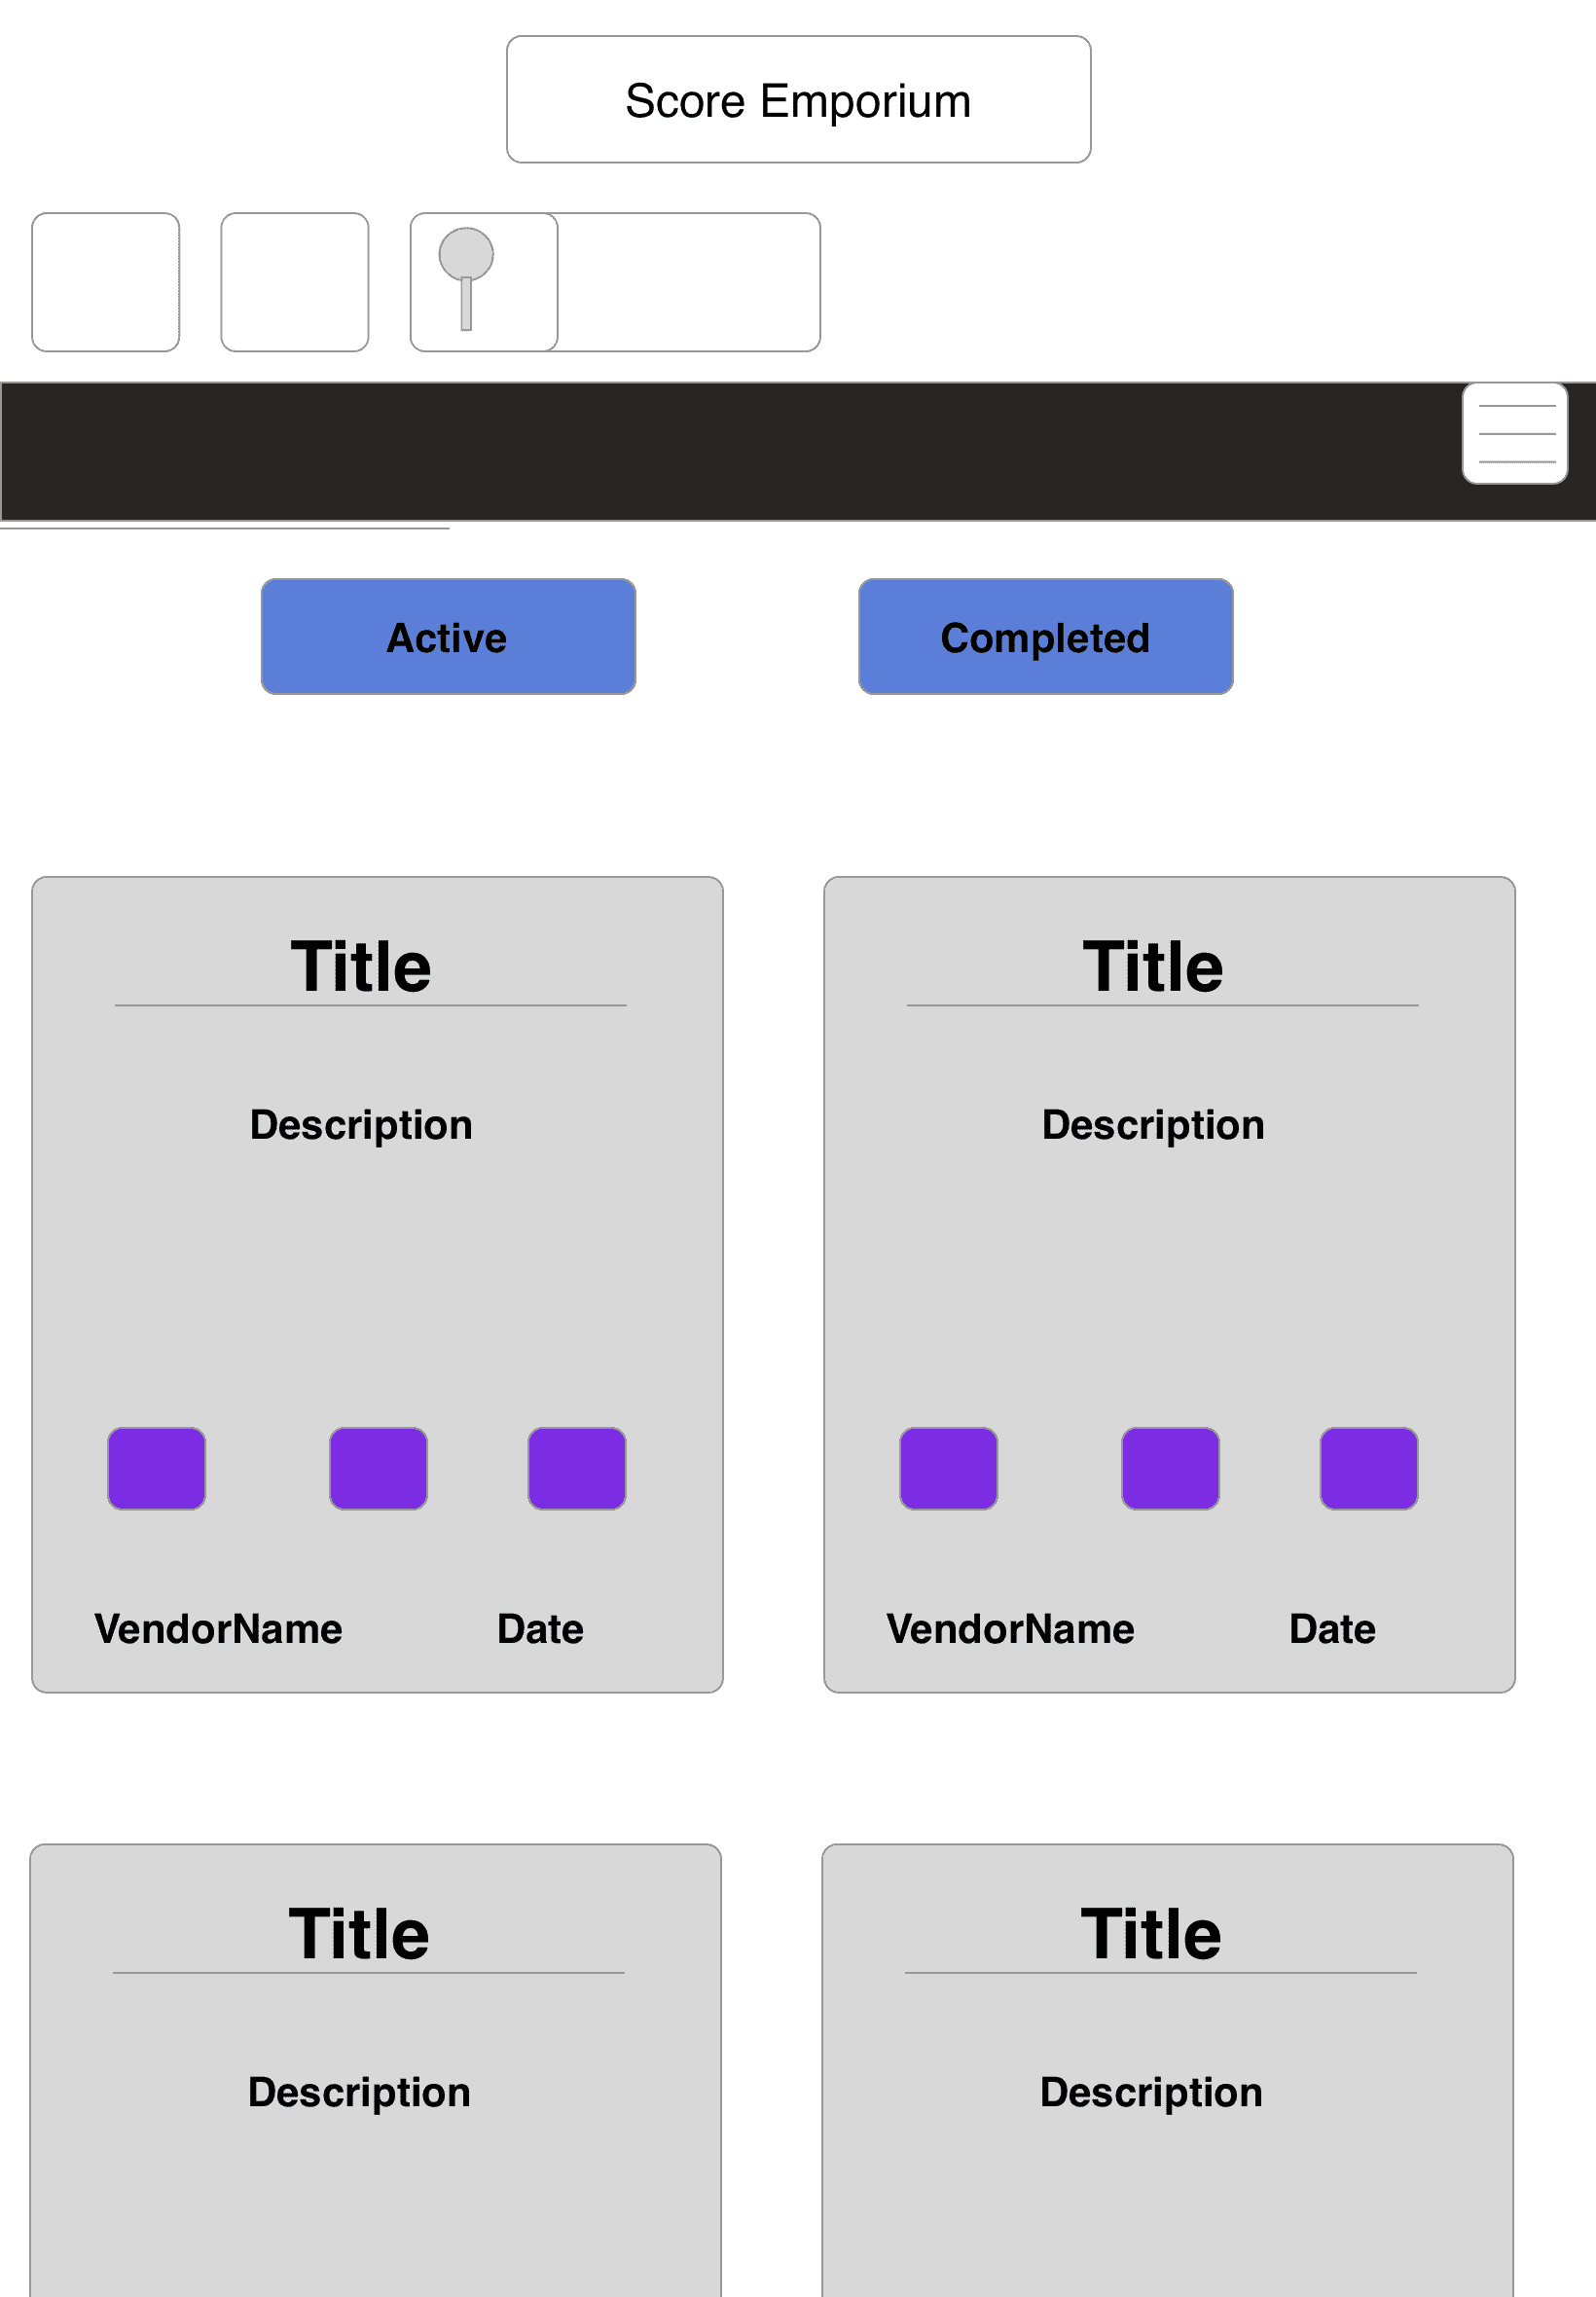 Score Emporium
Active Completed
Title Title
Description Description
VendorName Date VendorName Date
Title Title
Description Description